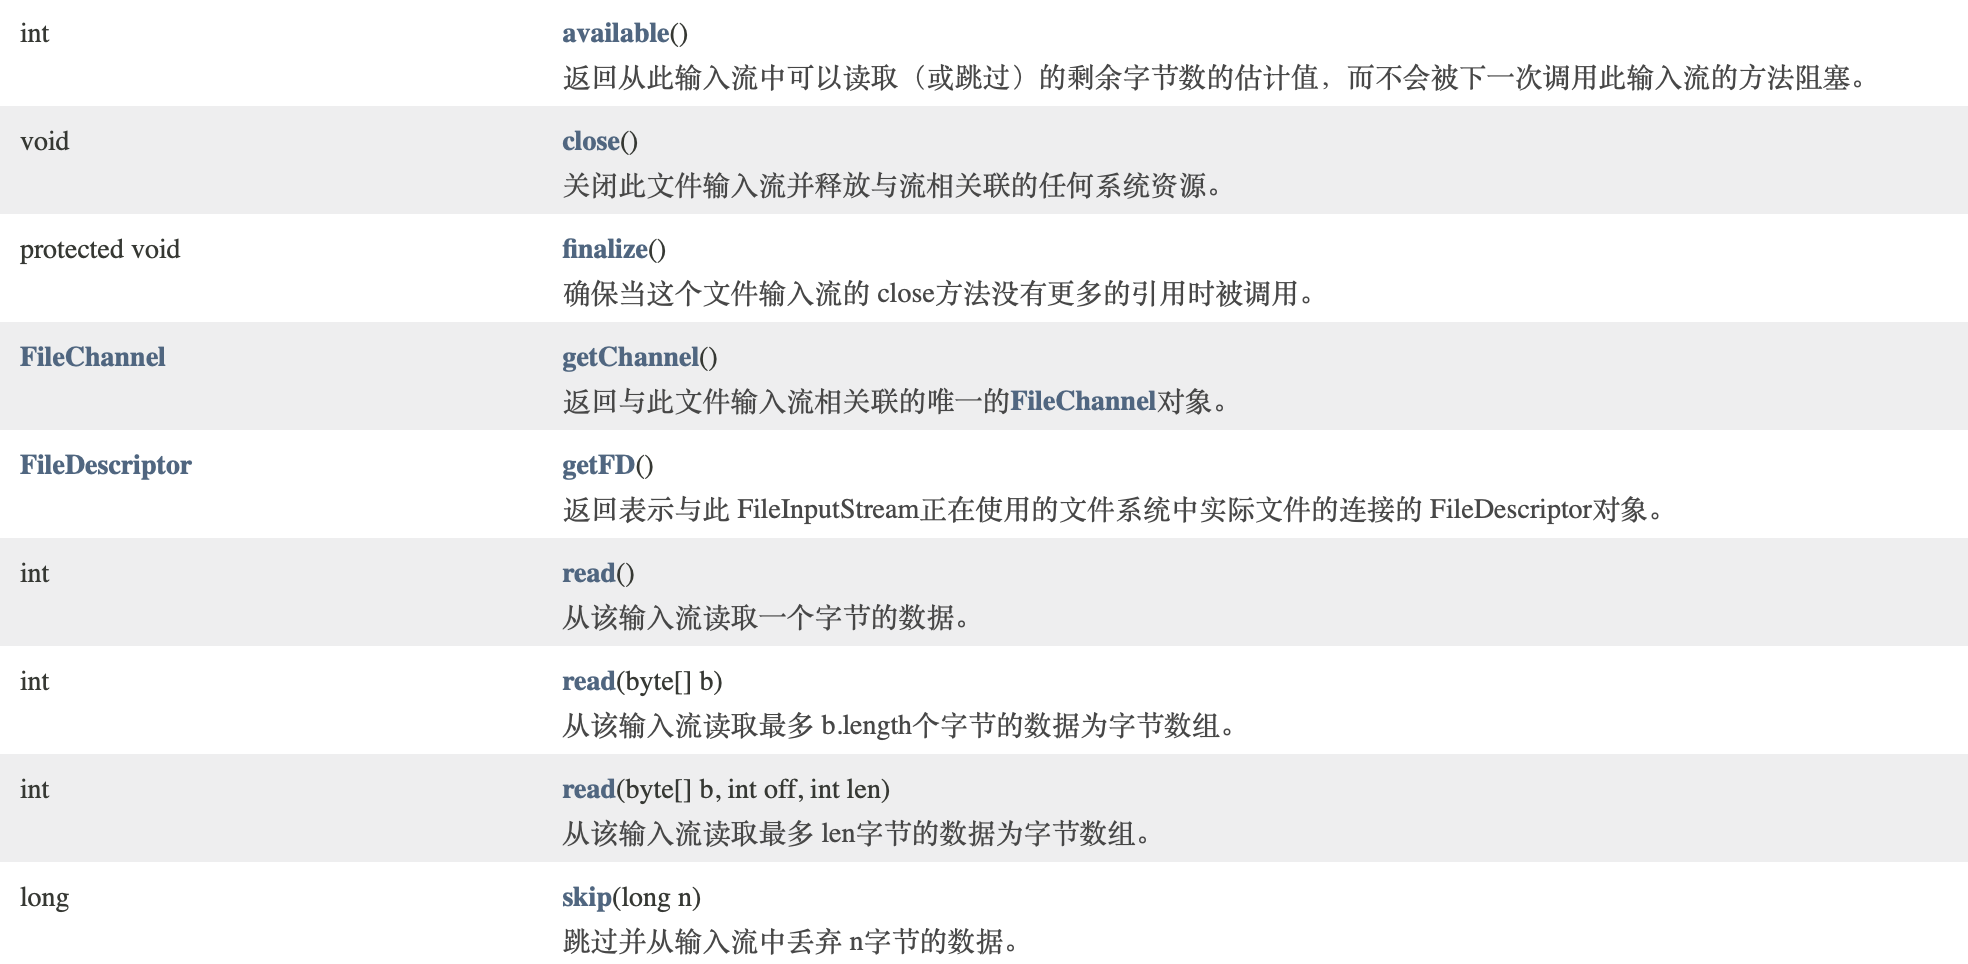 int available()
返回从此输入流中可以读取（或跳过）的剩余字节数的估计值，而不会被下一次调用此输入流的方法阻塞。
void close()
关闭此文件输入流并释放与流相关联的任何系统资源。
protected void finalize()
确保当这个文件输入流的 close方法没有更多的引用时被调用。
FileChannel getChannel()
返回与此文件输入流相关联的唯一的FileChannel对象。
FileDescriptor getFD()
返回表示与此 FileInputStream正在使用的文件系统中实际文件的连接的 FileDescriptor对象。
int read()
从该输入流读取一个字节的数据。
int read(byte[] b)
从该输入流读取最多 b.length个字节的数据为字节数组。
int read(byte[] b, int off, int len)
从该输入流读取最多 len字节的数据为字节数组。
long skip(long n)
跳过并从输入流中丢弃 n字节的数据。